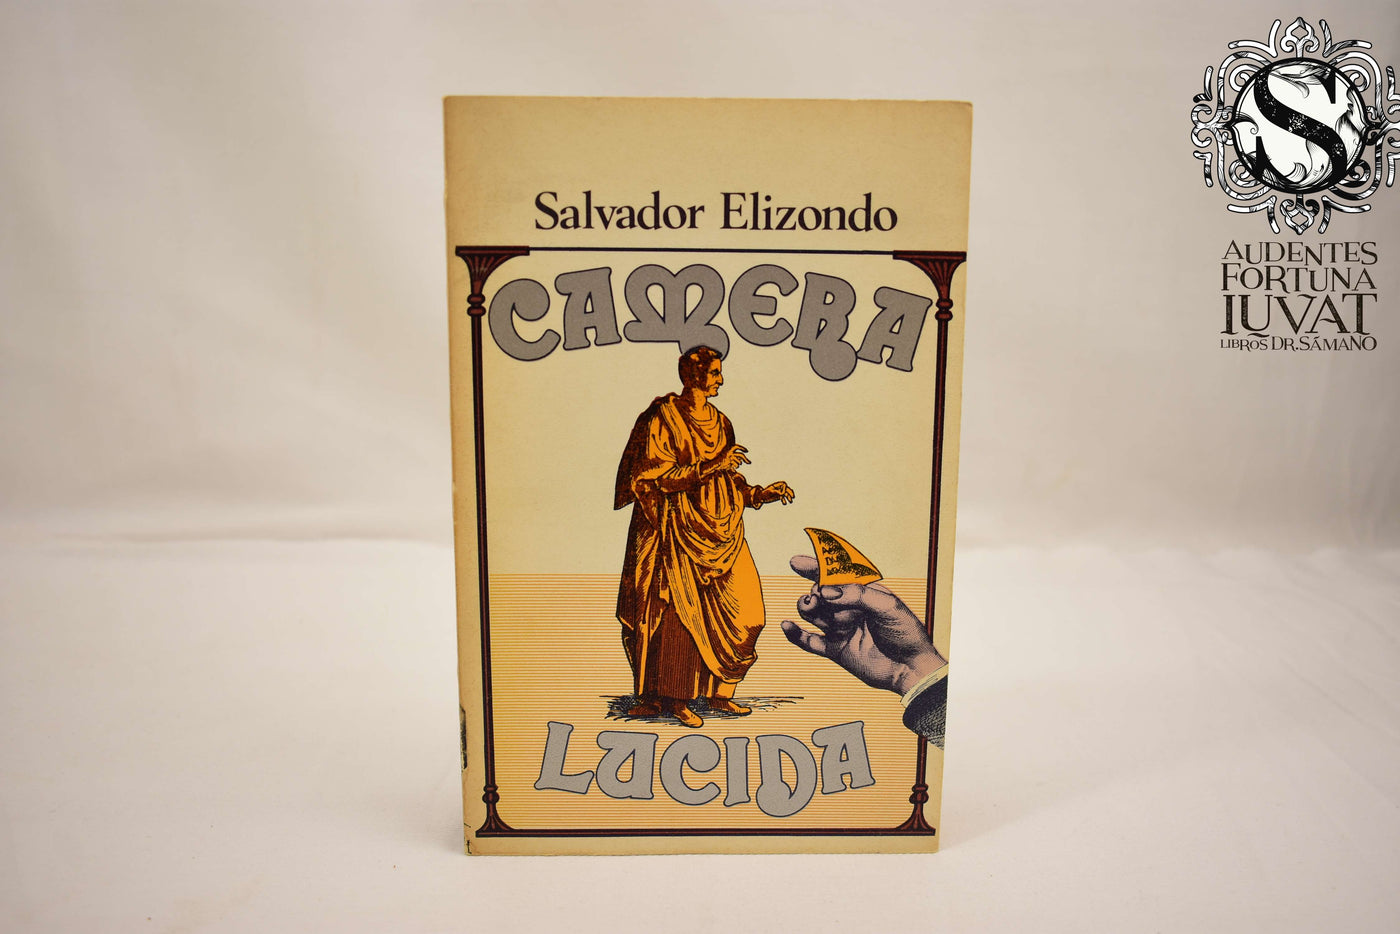 Salvador Elizondo
CAMERA
LUCIDA
S
AUDENTES
FORTUNA
IUVAT
LIBROS DR. SÁMANO